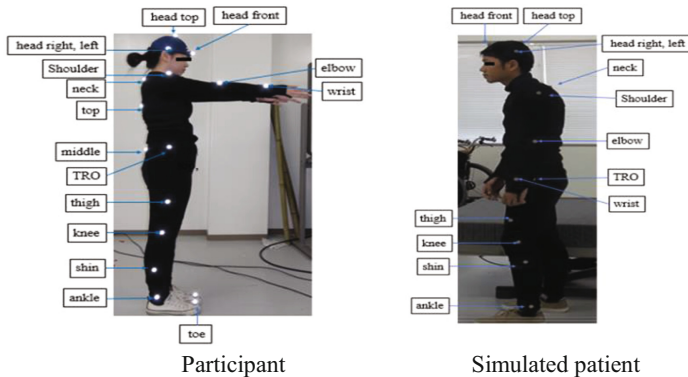 head top
head front
head right, left
Shoulder
neck
top
elbow
wrist
middle
TRO
thigh
knee
shin
ankle
toe
Participant
head front
head top
head right, left
neck
Shoulder
elbow
TRO
wrist
thigh
knee
shin
ankle
Simulated patient